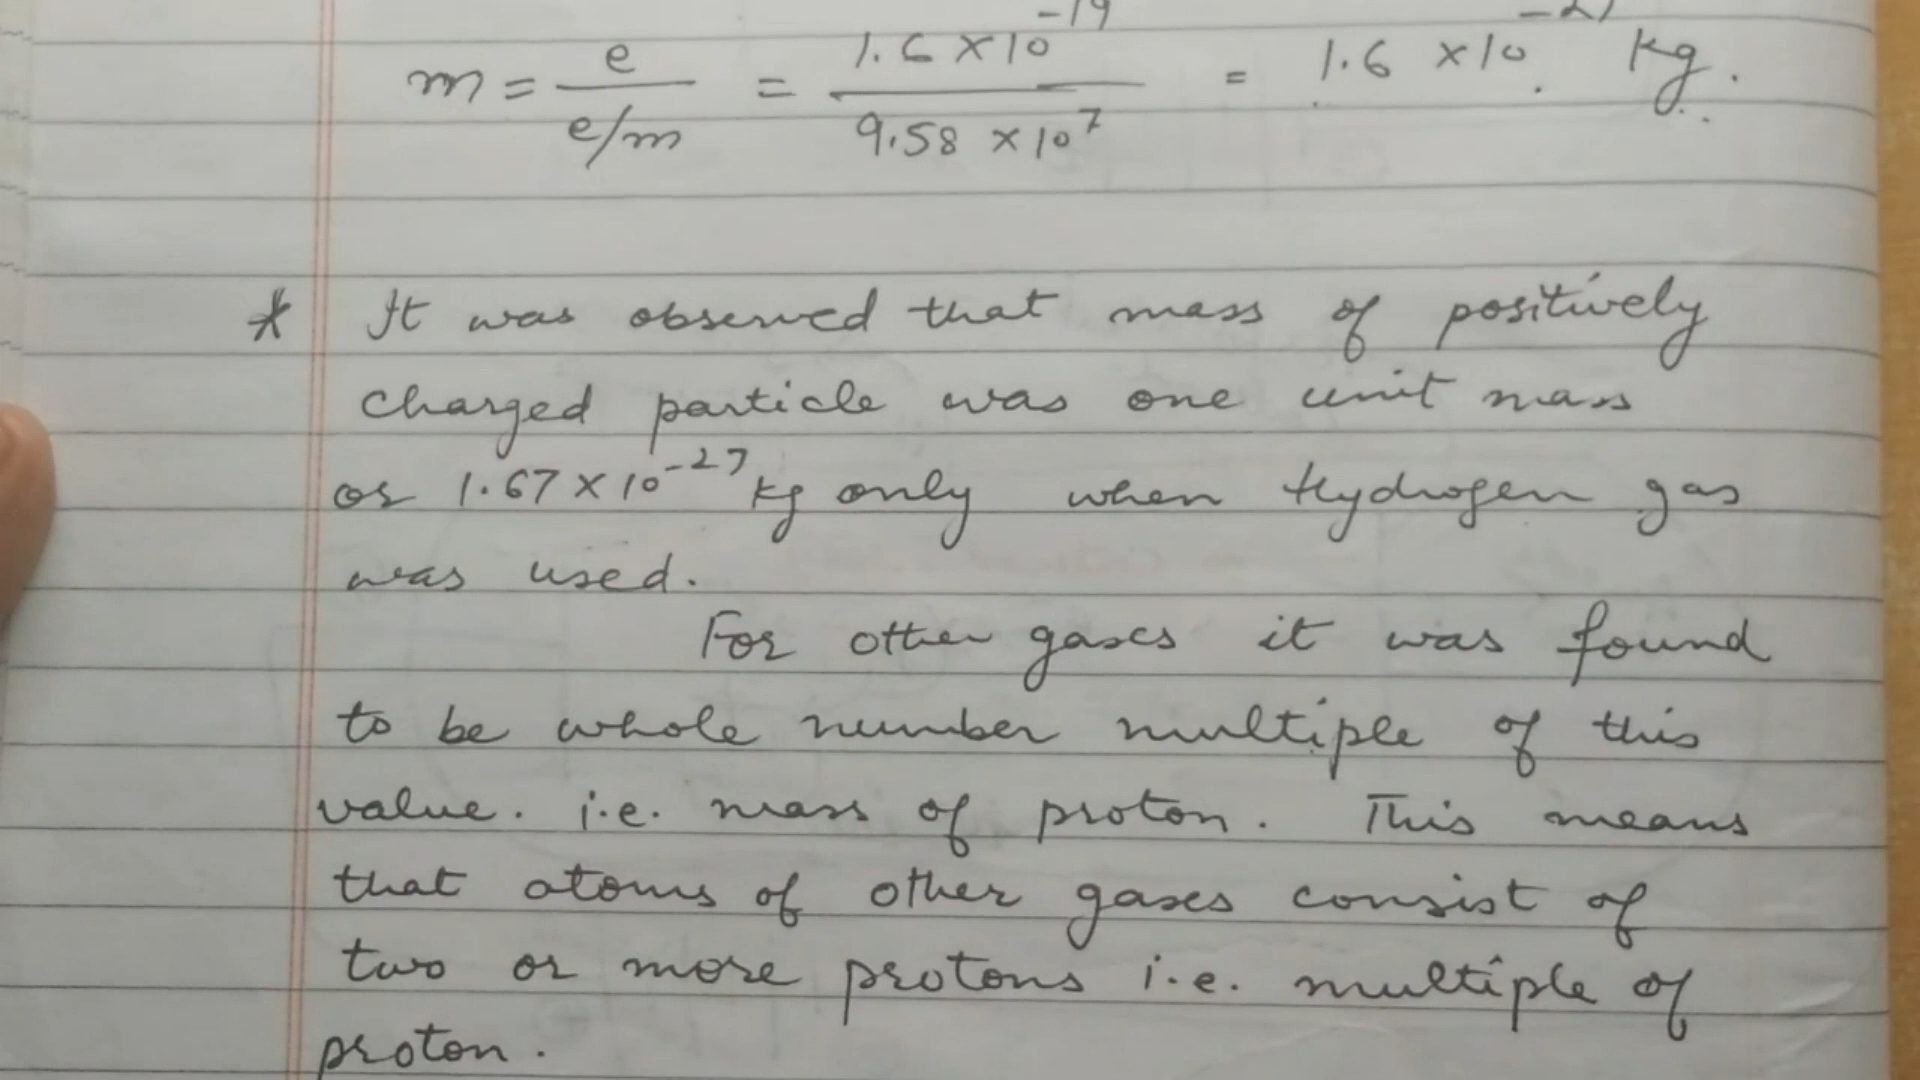 m = e / e/m = 1.6 × 10^-19 / 9.58 × 10^7 = 1.6 × 10^-27 kg.
* It was observed that mass of positively
charged particle was one unit mass
or 1.67 × 10^-27 kg only when Hydrogen gas
was used.
For other gases it was found
to be whole number multiple of this
value. i.e. mass of proton. This means
that atoms of other gases consist of
two or more protons i.e. multiple of
proton.